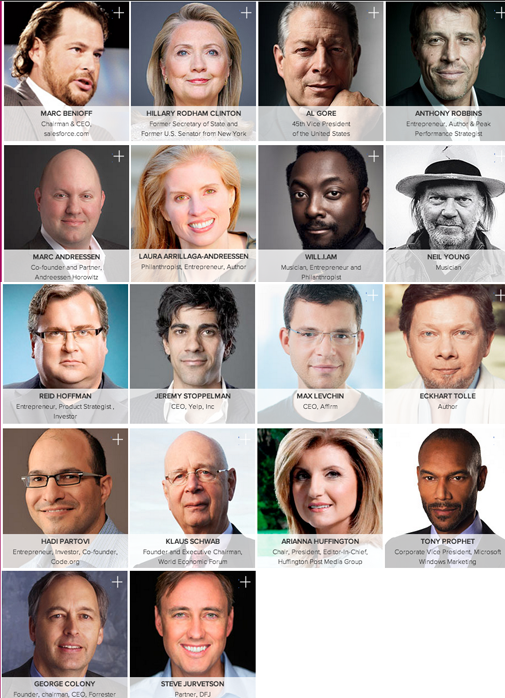 MARC BENIOFF
Chairman & CEO,
salesforce.com
HILLARY RODHAM CLINTON
Former Secretary of State and
Former U.S. Senator from New York
AL GORE
45th Vice President
of the United States
ANTHONY ROBBINS
Entrepreneur, Author & Peak
Performance Strategist
MARC ANDREESSEN
Co-founder and Partner,
Andreessen Horowitz
LAURA ARRILLAGA-ANDREESSEN
Philanthropist, Entrepreneur, Author
WILL.I.AM
Musician, Entrepreneur and
Philanthropist
NEIL YOUNG
Musician
REID HOFFMAN
Entrepreneur, Product Strategist,
Investor
JEREMY STOPPELMAN
CEO, Yelp, Inc
MAX LEVCHIN
CEO, Affirm
ECKHART TOLLE
Author
HADI PARTOVI
Entrepreneur, Investor, Co-founder,
Code.org
KLAUS SCHWAB
Founder and Executive Chairman,
World Economic Forum
ARIANNA HUFFINGTON
Chair, President, Editor-In-Chief,
Huffington Post Media Group
TONY PROPHET
Corporate Vice President, Microsoft
Windows Marketing
GEORGE COLONY
Founder, chairman, CEO, Forrester
STEVE JURVETSON
Partner, DFJ